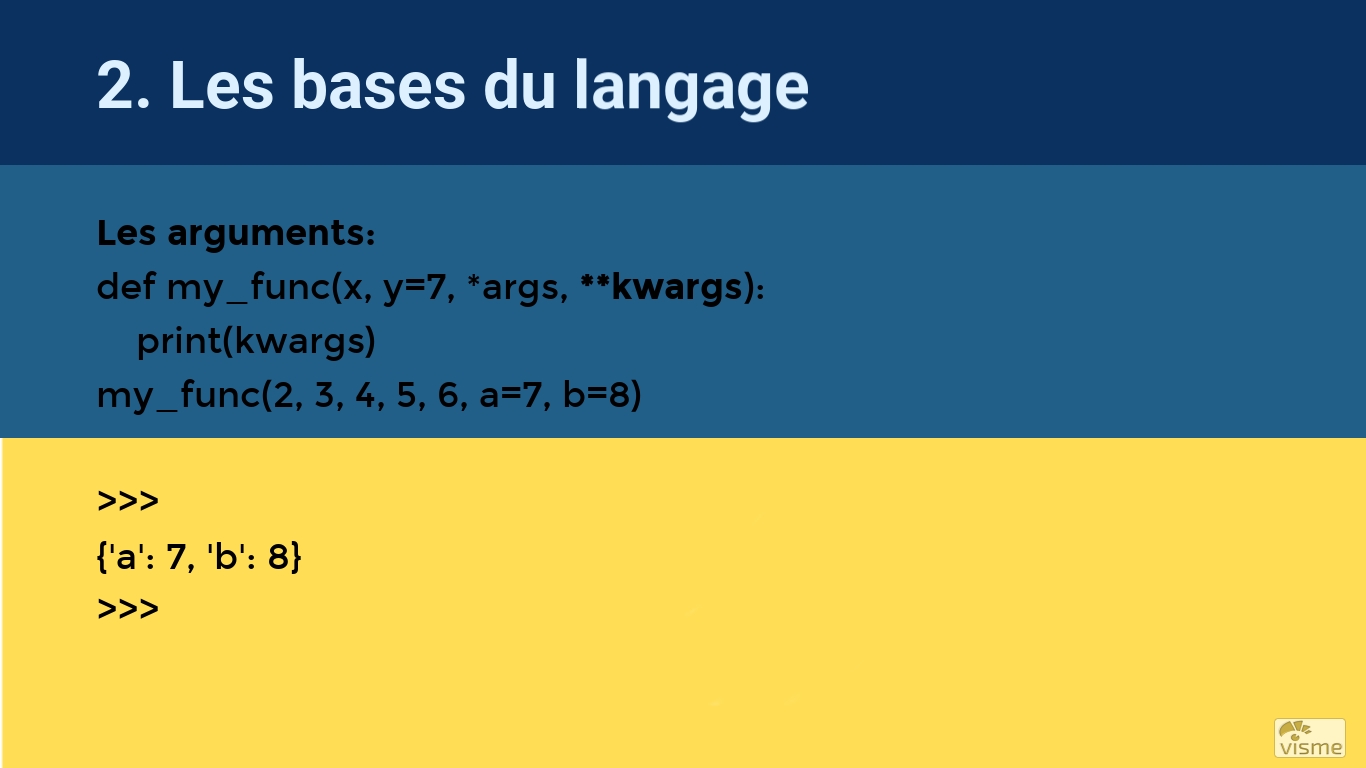 2. Les bases du langage
Les arguments:
def my_func(x, y=7, *args, **kwargs):
    print(kwargs)
my_func(2, 3, 4, 5, 6, a=7, b=8)
>>>
{'a': 7, 'b': 8}
>>>
visme